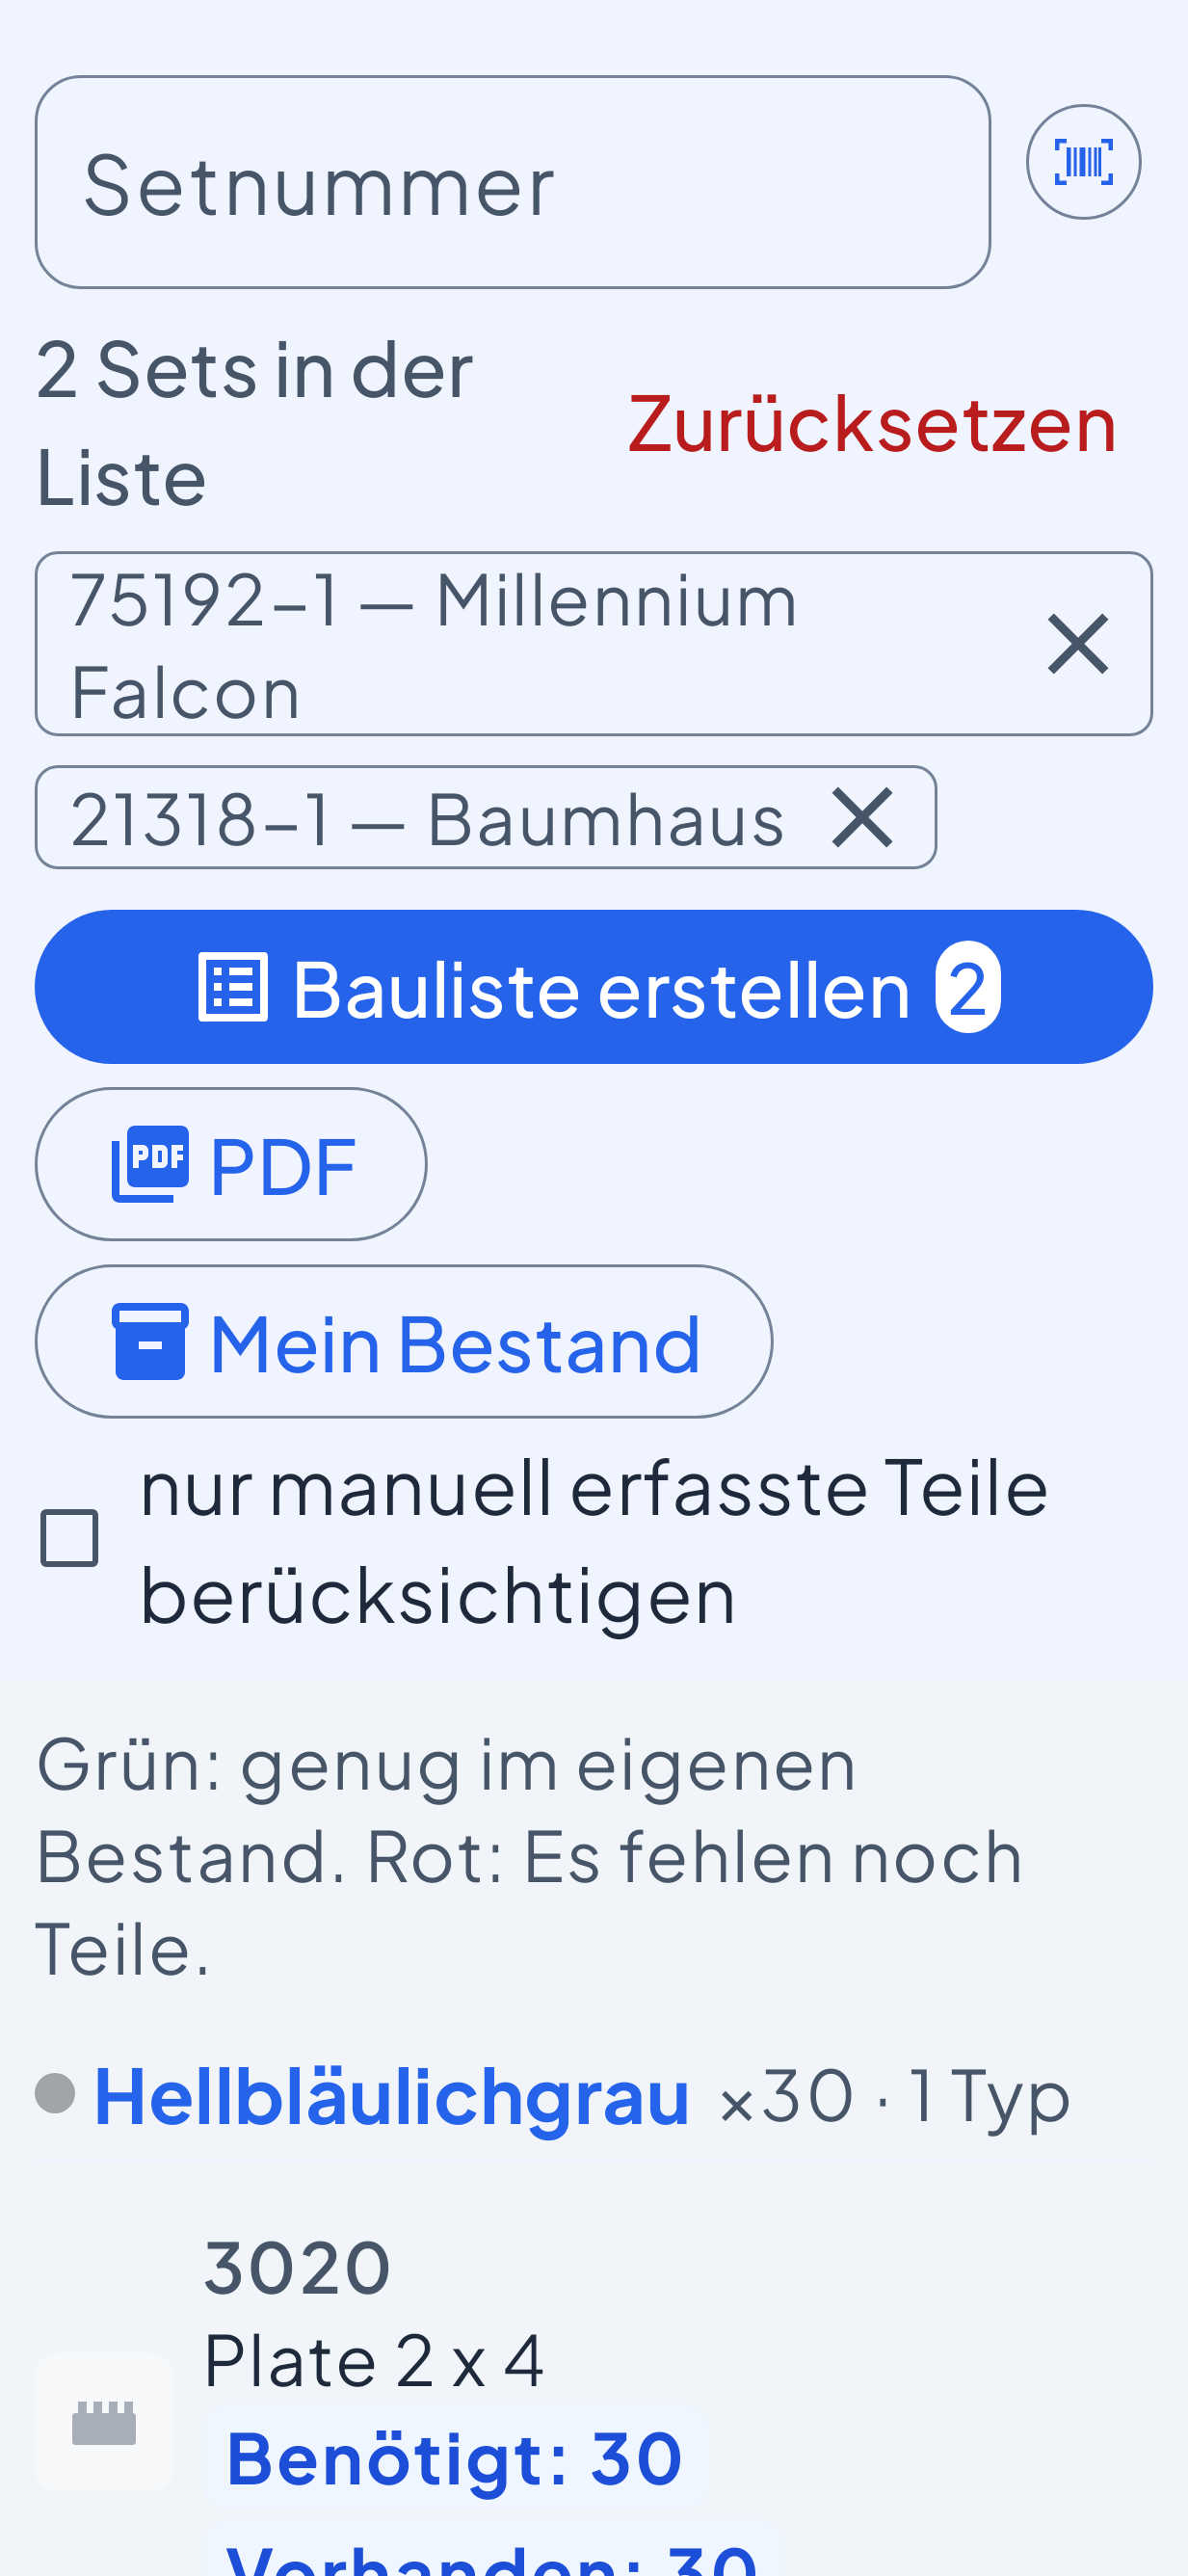 Setnummer
2 Sets in der
Liste
Zurücksetzen
75192-1 — Millennium
Falcon
21318-1 — Baumhaus
Bauliste erstellen 2
PDF PDF
Mein Bestand
nur manuell erfasste Teile
berücksichtigen
Grün: genug im eigenen
Bestand. Rot: Es fehlen noch
Teile.
Hellbläulichgrau ×30 · 1 Typ
3020
Plate 2 x 4
Benötigt: 30
Vorhanden: 30